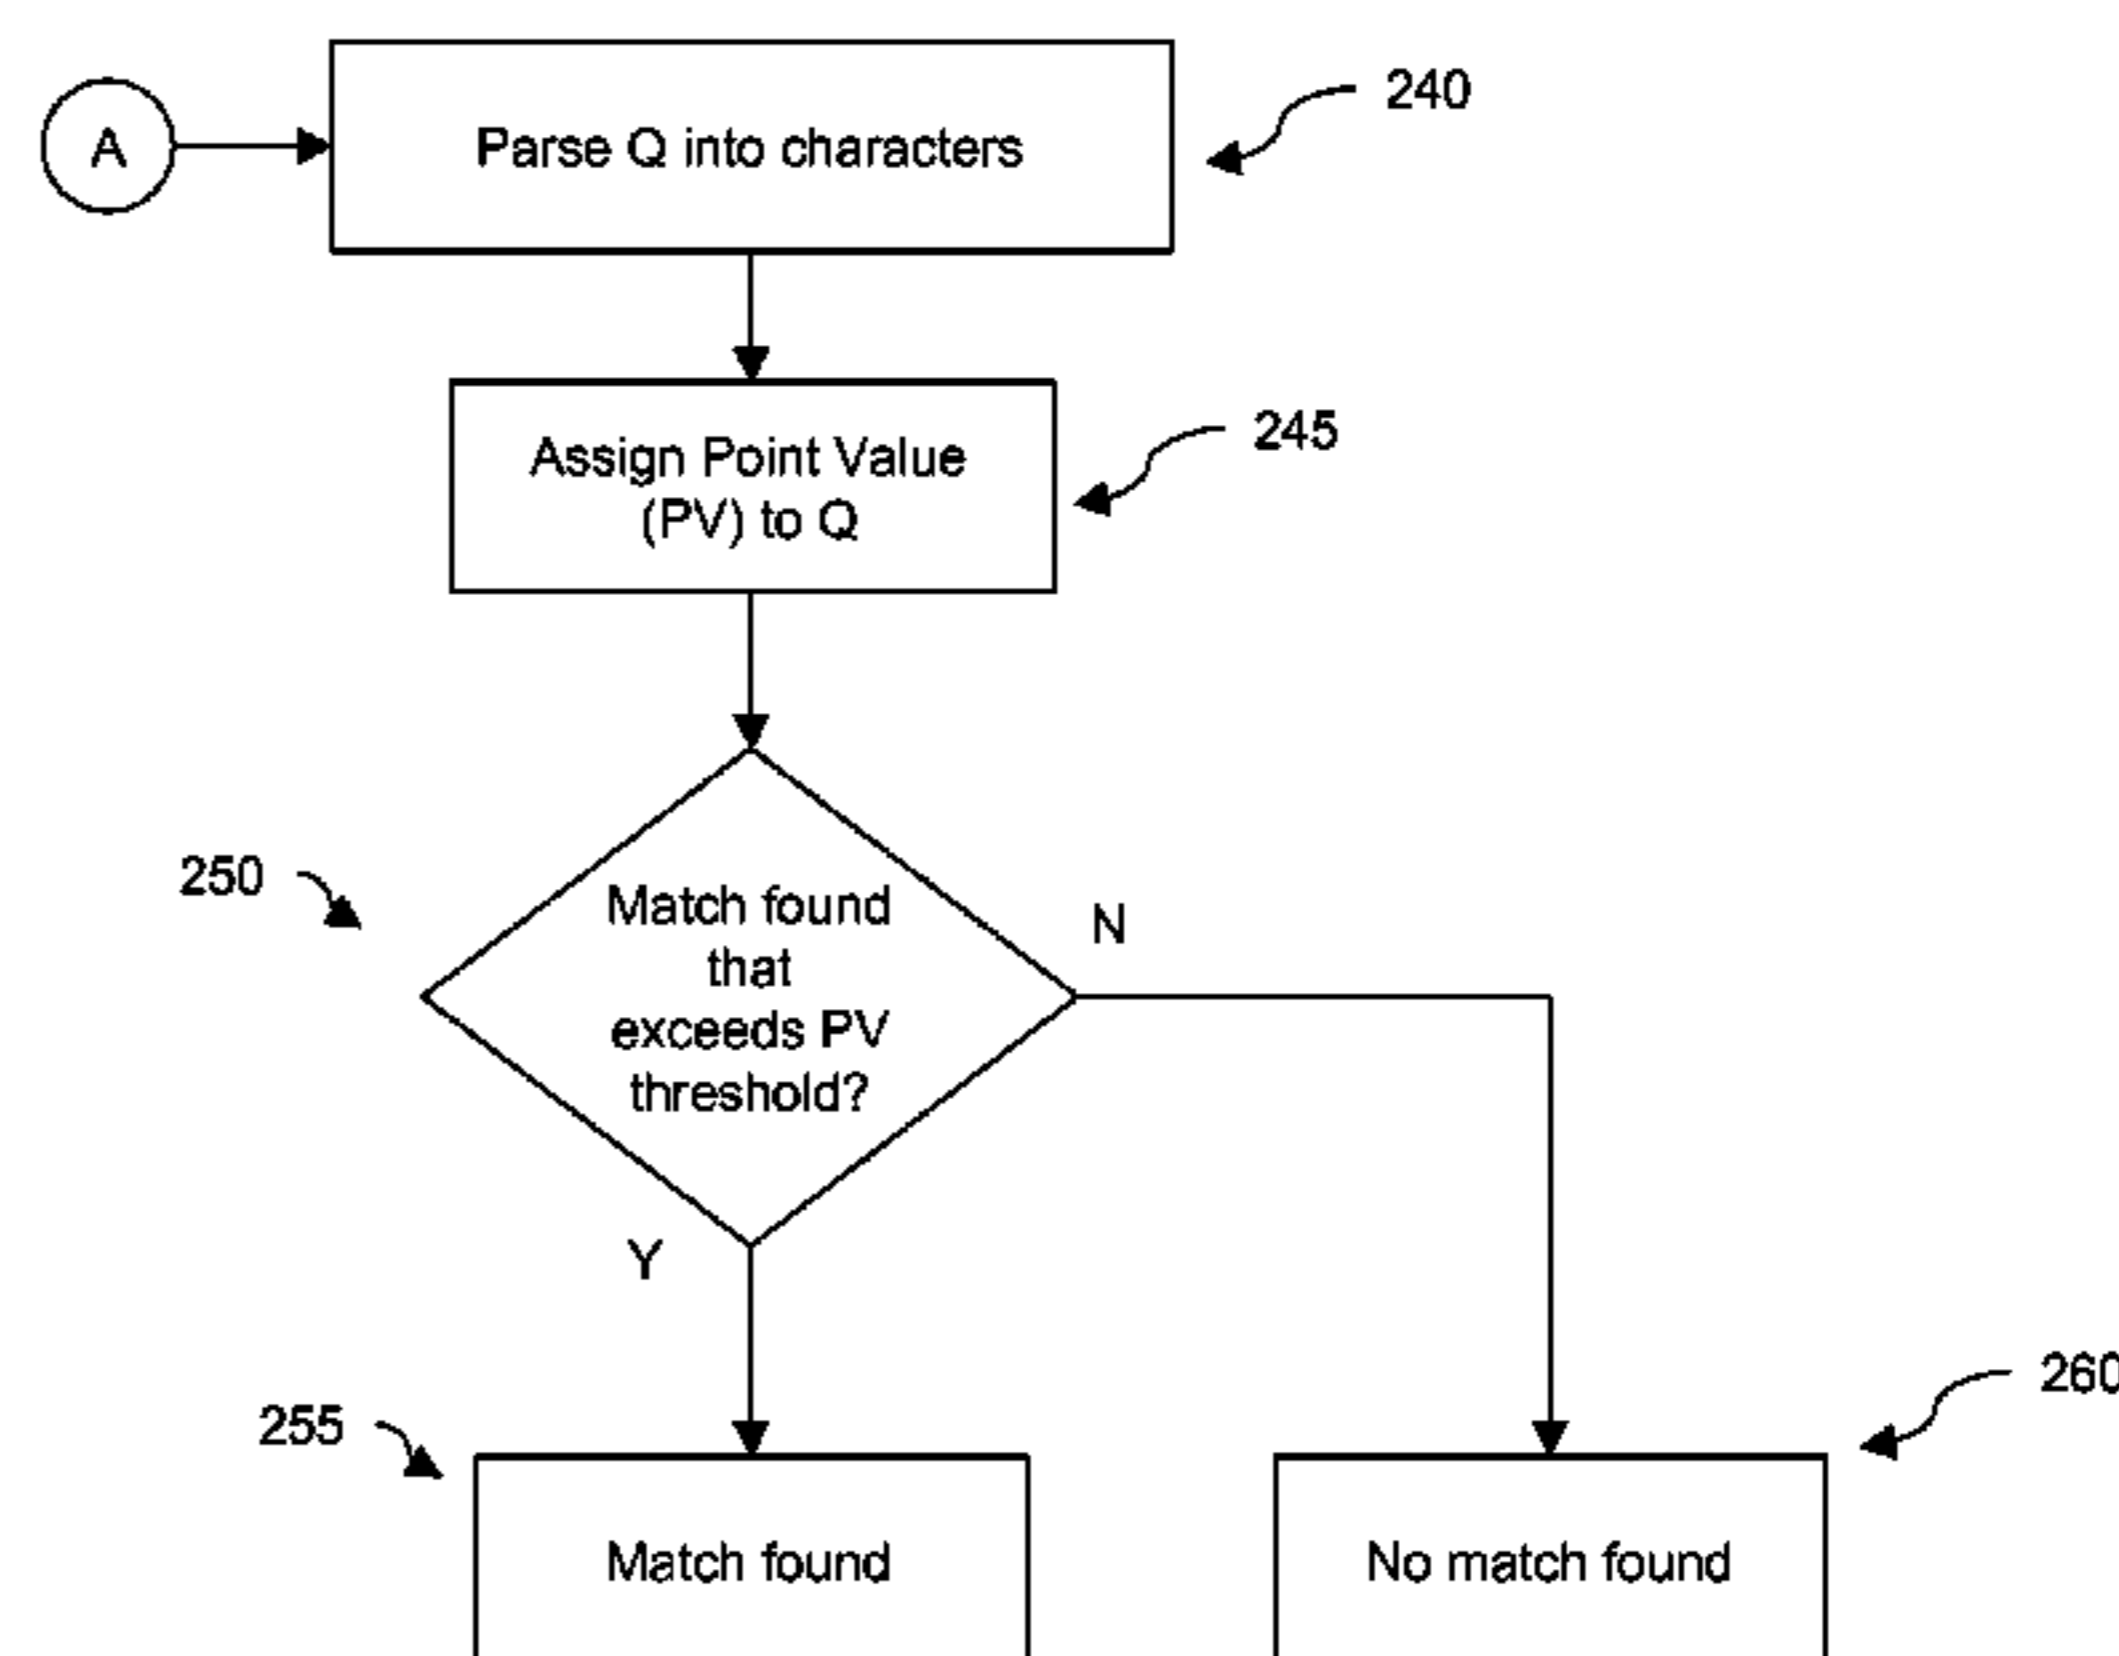 A
Parse Q into characters
240
Assign Point Value
(PV) to Q
245
250
Match found
that
exceeds PV
threshold?
N
Y
255
Match found
260
No match found